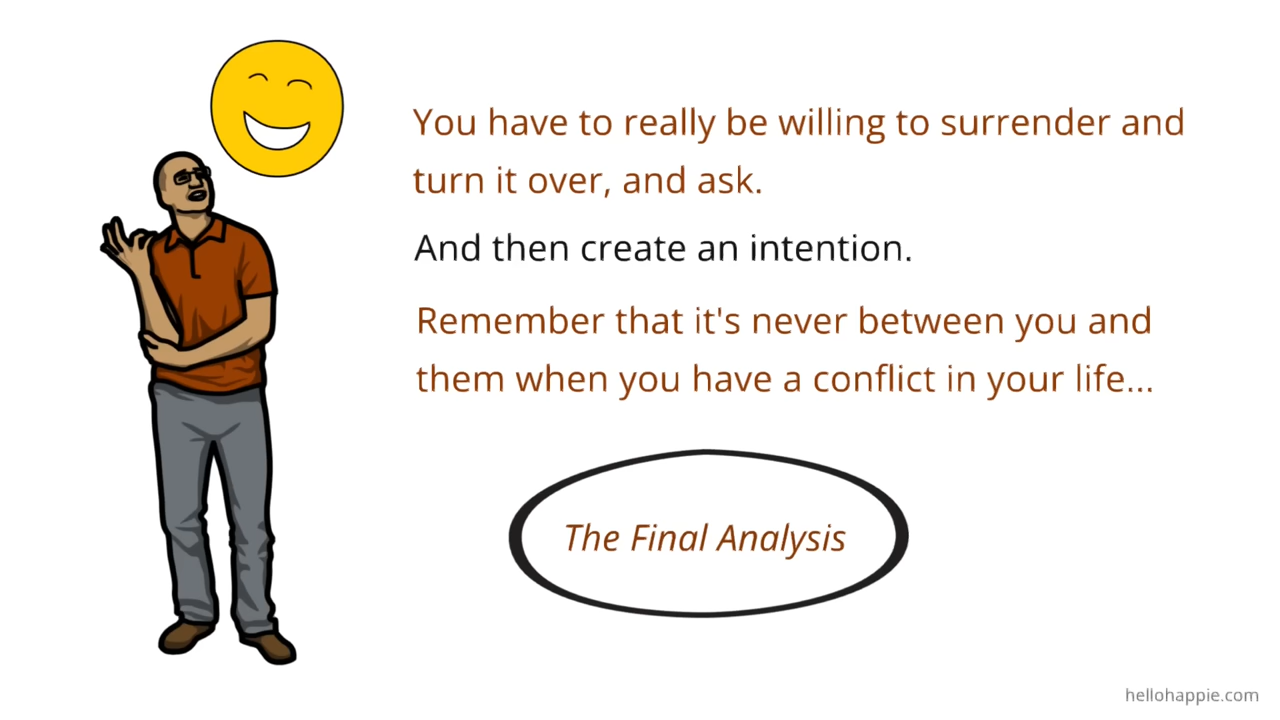 You have to really be willing to surrender and
turn it over, and ask.
And then create an intention.
Remember that it's never between you and
them when you have a conflict in your life...
The Final Analysis
hellohappie.com